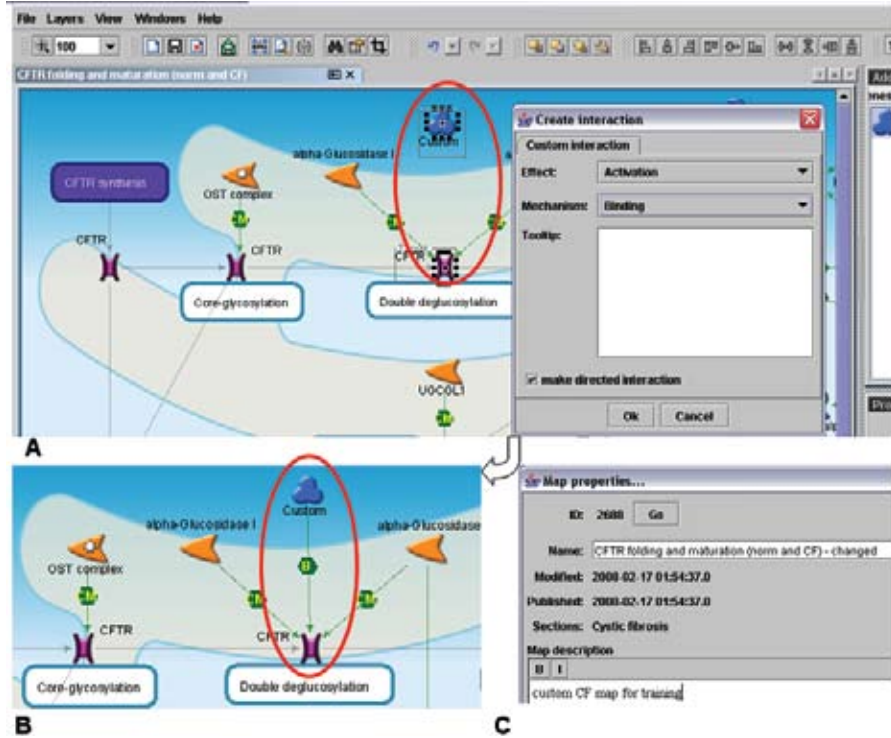 File Layers View Windows Help
100
CFTR folding and maturation (norm and CF)
Custom
alpha-Glucosidase I
CFTR synthesis
OST complex
M
M
CFTR
CFTR
CFTR
Core-glycosylation
Double deglucosylation
UGCGL1
M
Create interaction
Custom interaction
Effect: Activation
Mechanism: Binding
Tooltip:
make directed interaction
Ok Cancel
A
Custom
alpha-Glucosidase I
alpha-Glucosidase
OST complex
B
M
M
M
CFTR
CFTR
Core-glycosylation
Double deglucosylation
B
Map properties...
ID: 2688 Go
Name: CFTR folding and maturation (norm and CF) - changed
Modified: 2008-02-17 01:54:37.0
Published: 2008-02-17 01:54:37.0
Sections: Cystic fibrosis
Map description
B I
custom CF map for training
C